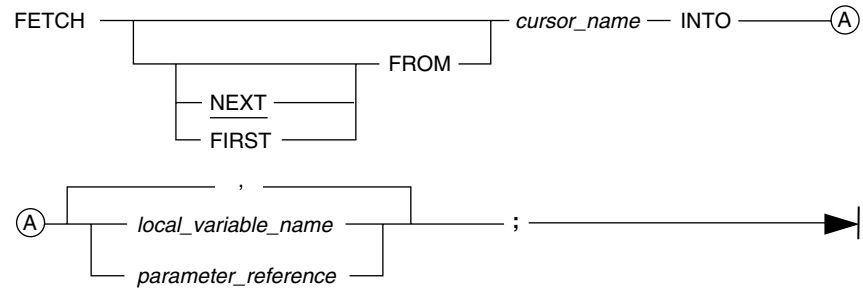 FETCH cursor_name INTO A
FROM
NEXT
FIRST
,
A local_variable_name ;
parameter_reference